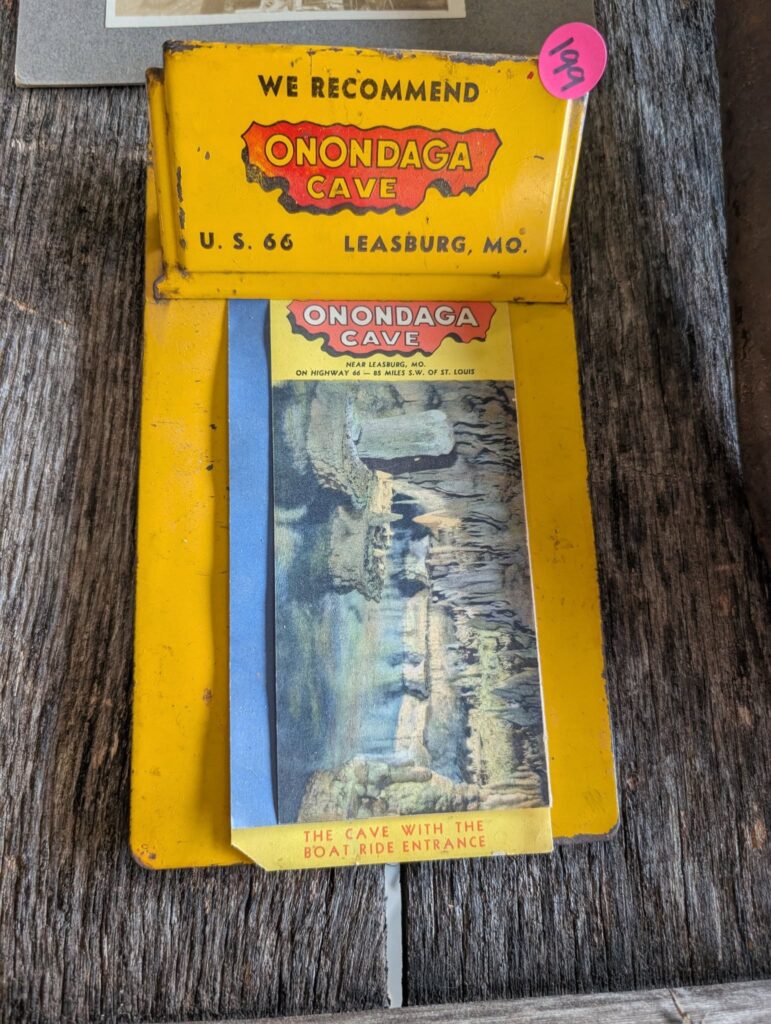 199
WE RECOMMEND
ONONDAGA
CAVE
U. S. 66 LEASBURG, MO.
ONONDAGA
CAVE
NEAR LEASBURG, MO.
ON HIGHWAY 66 — 85 MILES S.W. OF ST. LOUIS
THE CAVE WITH THE
BOAT RIDE ENTRANCE